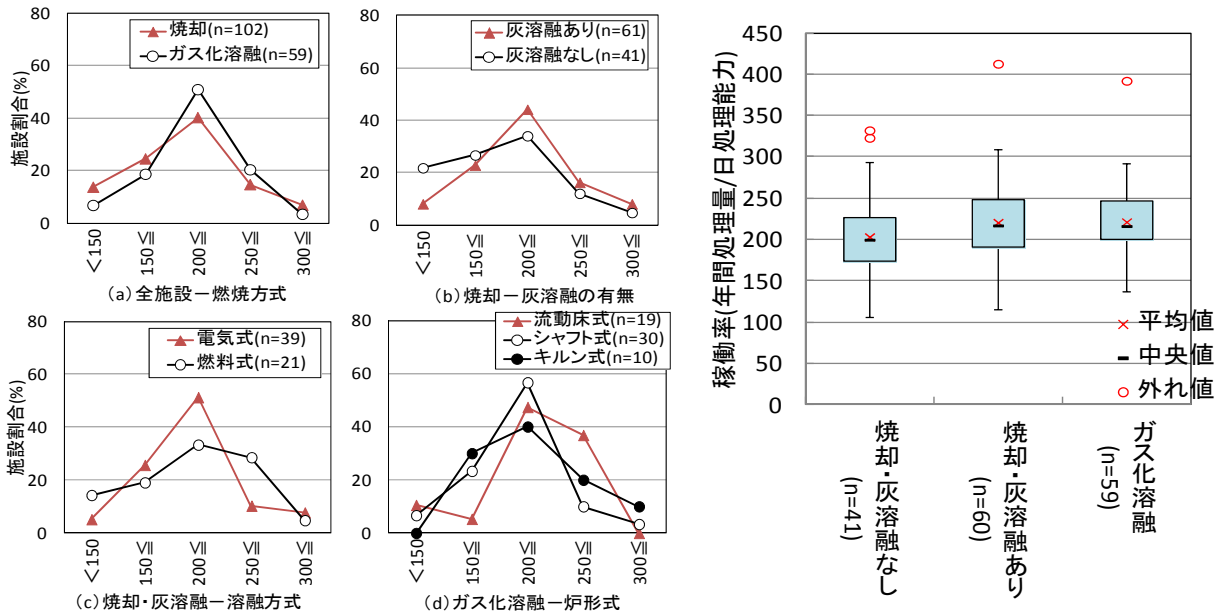 施設割合(%)
80
60
40
20
0
焼却(n=102)
ガス化溶融(n=59)
<150
150≦
200≦
250≦
300≦
(a)全施設－燃焼方式
80
60
40
20
0
灰溶融あり(n=61)
灰溶融なし(n=41)
<150
150≦
200≦
250≦
300≦
(b)焼却－灰溶融の有無
施設割合(%)
80
60
40
20
0
電気式(n=39)
燃料式(n=21)
<150
150≦
200≦
250≦
300≦
(c)焼却・灰溶融－溶融方式
80
60
40
20
0
流動床式(n=19)
シャフト式(n=30)
キルン式(n=10)
<150
150≦
200≦
250≦
300≦
(d)ガス化溶融－炉形式
稼働率(年間処理量/日処理能力)
450
400
350
300
250
200
150
100
50
0
平均値
中央値
外れ値
焼却・灰溶融なし
(n=41)
焼却・灰溶融あり
(n=60)
ガス化溶融
(n=59)